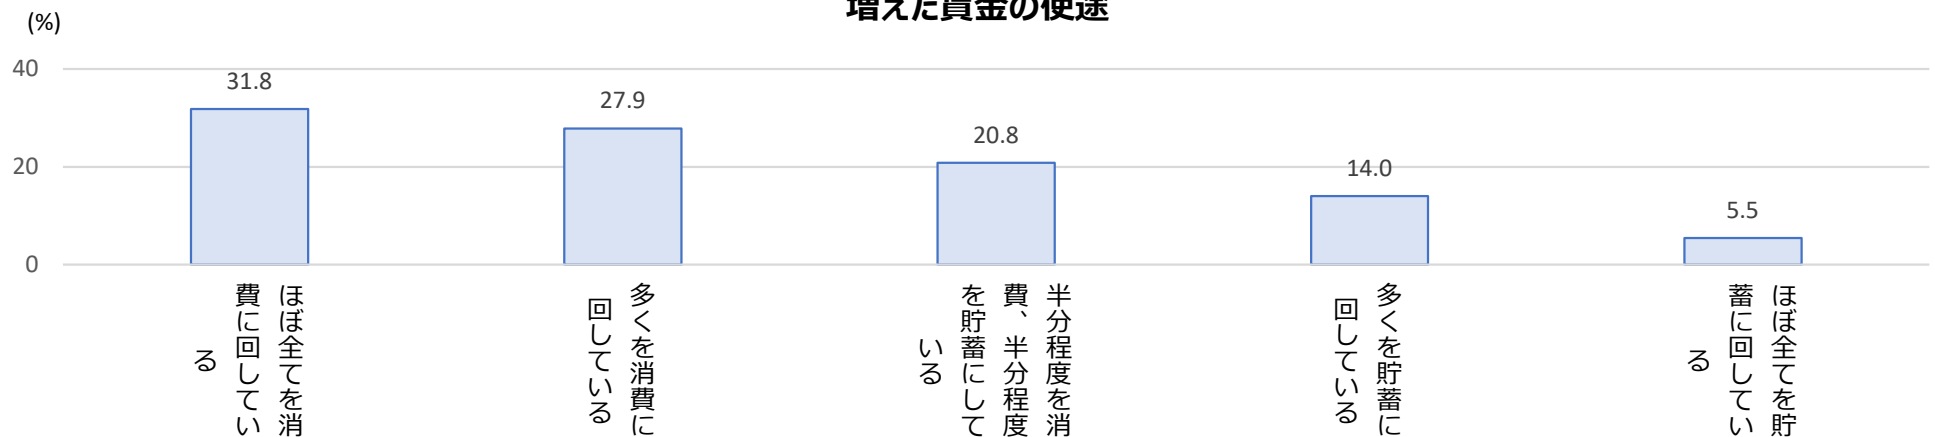 増えた賃金の使途
(%)
40
20
0
31.8
27.9
20.8
14.0
5.5
ほぼ全てを消
費に回してい
る
多くを消費に
回している
半分程度を消
費、半分程度
を貯蓄にして
いる
多くを貯蓄に
回している
ほぼ全てを貯
蓄に回してい
る